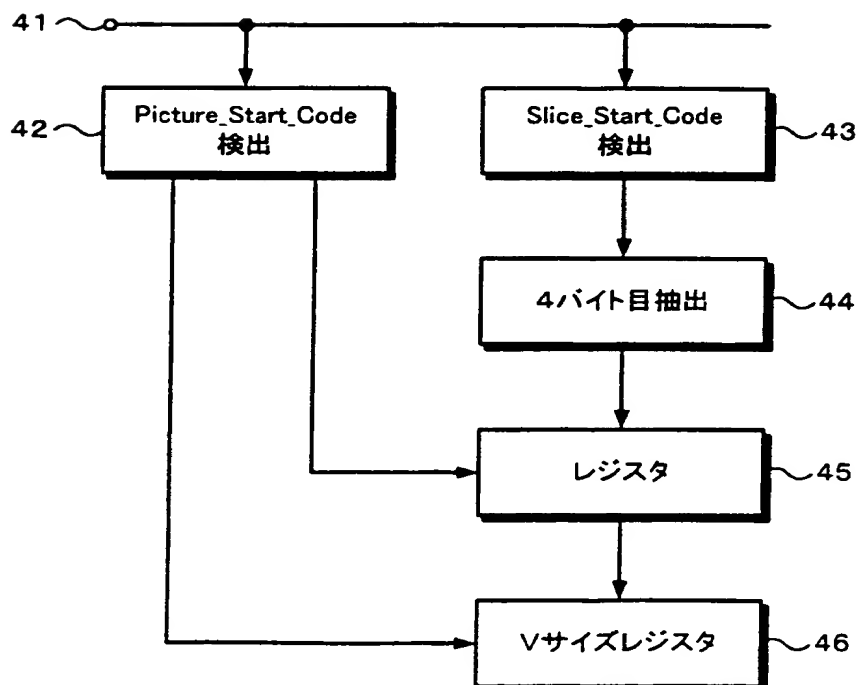 41
42
Picture_Start_Code
検出
Slice_Start_Code
検出
43
4バイト目抽出
44
レジスタ
45
Vサイズレジスタ
46